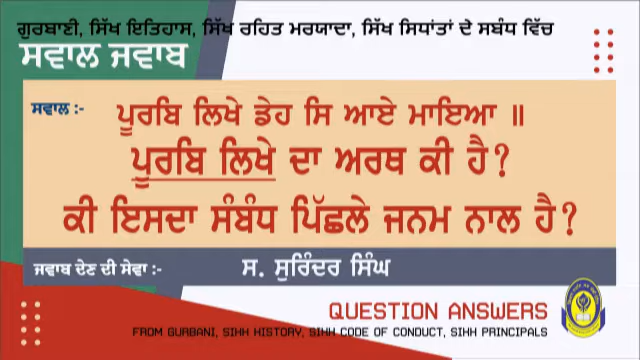 ਗੁਰਬਾਣੀ, ਸਿੱਖ ਇਤਿਹਾਸ, ਸਿੱਖ ਰਹਿਤ ਮਰਯਾਦਾ, ਸਿੱਖ ਸਿਧਾਂਤਾਂ ਦੇ ਸਬੰਧ ਵਿੱਚ
ਸਵਾਲ ਜਵਾਬ
ਸਵਾਲ :- ਪੂਰਬਿ ਲਿਖੇ ਡੇਹ ਸਿ ਆਏ ਮਾਇਆ ॥
ਪੂਰਬਿ ਲਿਖੇ ਦਾ ਅਰਥ ਕੀ ਹੈ?
ਕੀ ਇਸਦਾ ਸੰਬੰਧ ਪਿੱਛਲੇ ਜਨਮ ਨਾਲ ਹੈ?
ਜਵਾਬ ਦੇਣ ਦੀ ਸੇਵਾ :- ਸ. ਸੁਰਿੰਦਰ ਸਿੰਘ
QUESTION ANSWERS
FROM GURBANI, SIKH HISTORY, SIKH CODE OF CONDUCT, SIKH PRINCIPALS